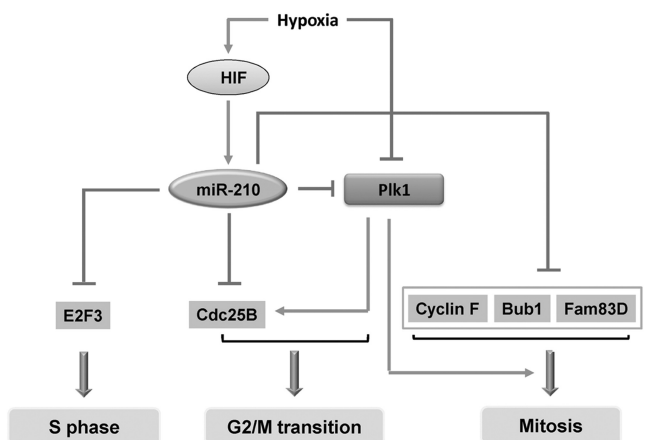 Hypoxia
HIF
miR-210
Plk1
E2F3
Cdc25B
Cyclin F Bub1 Fam83D
S phase
G2/M transition
Mitosis